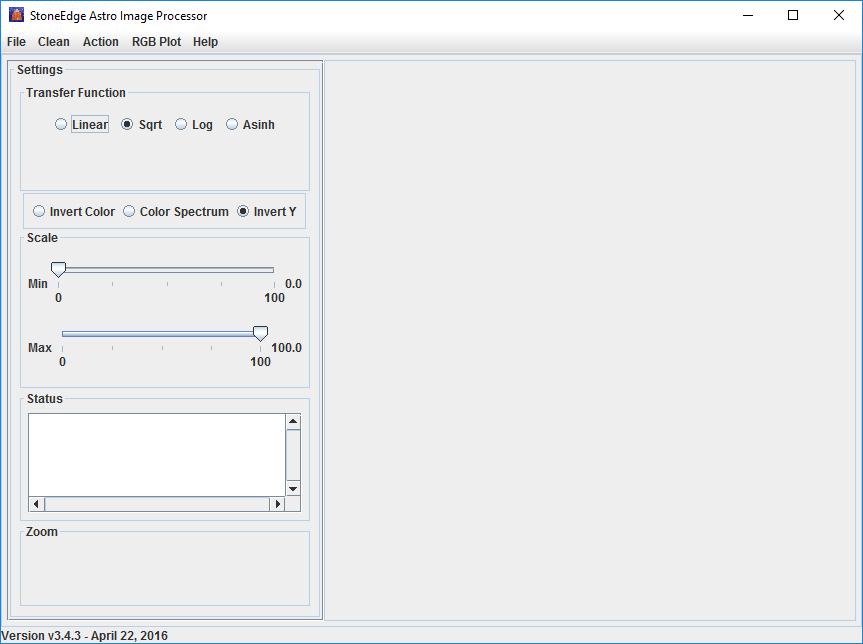 StoneEdge Astro Image Processor
File Clean Action RGB Plot Help
Settings
Transfer Function
Linear Sqrt Log Asinh
Invert Color Color Spectrum Invert Y
Scale
Min 0.0
0 100
Max 100.0
0 100
Status
Zoom
Version v3.4.3 - April 22, 2016